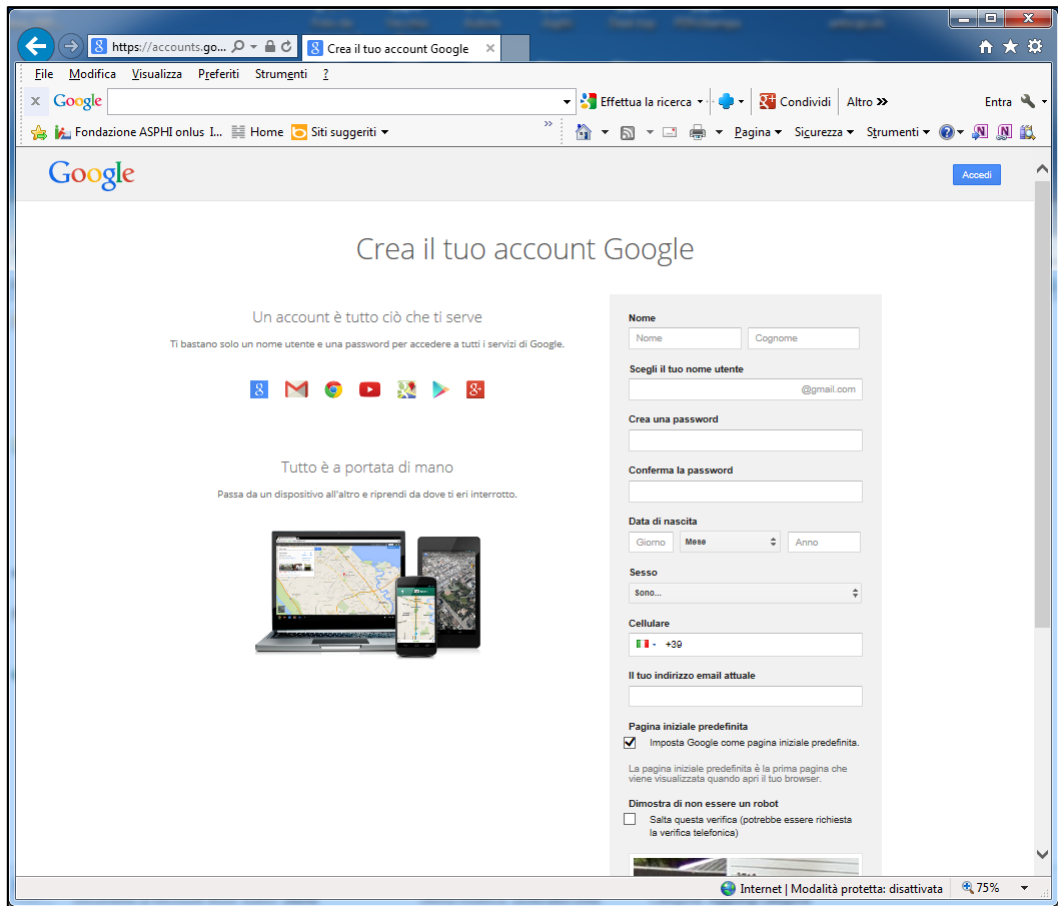 https://accounts.go...
Crea il tuo account Google
File Modifica Visualizza Preferiti Strumenti ?
x Google
Effettua la ricerca
Condividi
Altro »
Entra
Fondazione ASPHI onlus I...
Home
Siti suggeriti
»
Pagina
Sicurezza
Strumenti
Google
Accedi
Crea il tuo account Google
Un account è tutto ciò che ti serve
Ti bastano solo un nome utente e una password per accedere a tutti i servizi di Google.
Tutto è a portata di mano
Passa da un dispositivo all'altro e riprendi da dove ti eri interrotto.
Nome
Nome
Cognome
Scegli il tuo nome utente
@gmail.com
Crea una password
Conferma la password
Data di nascita
Giorno
Mese
Anno
Sesso
Sono...
Cellulare
+39
Il tuo indirizzo email attuale
Pagina iniziale predefinita
Imposta Google come pagina iniziale predefinita.
La pagina iniziale predefinita è la prima pagina che
viene visualizzata quando apri il tuo browser.
Dimostra di non essere un robot
Salta questa verifica (potrebbe essere richiesta
la verifica telefonica)
Internet | Modalità protetta: disattivata
75%